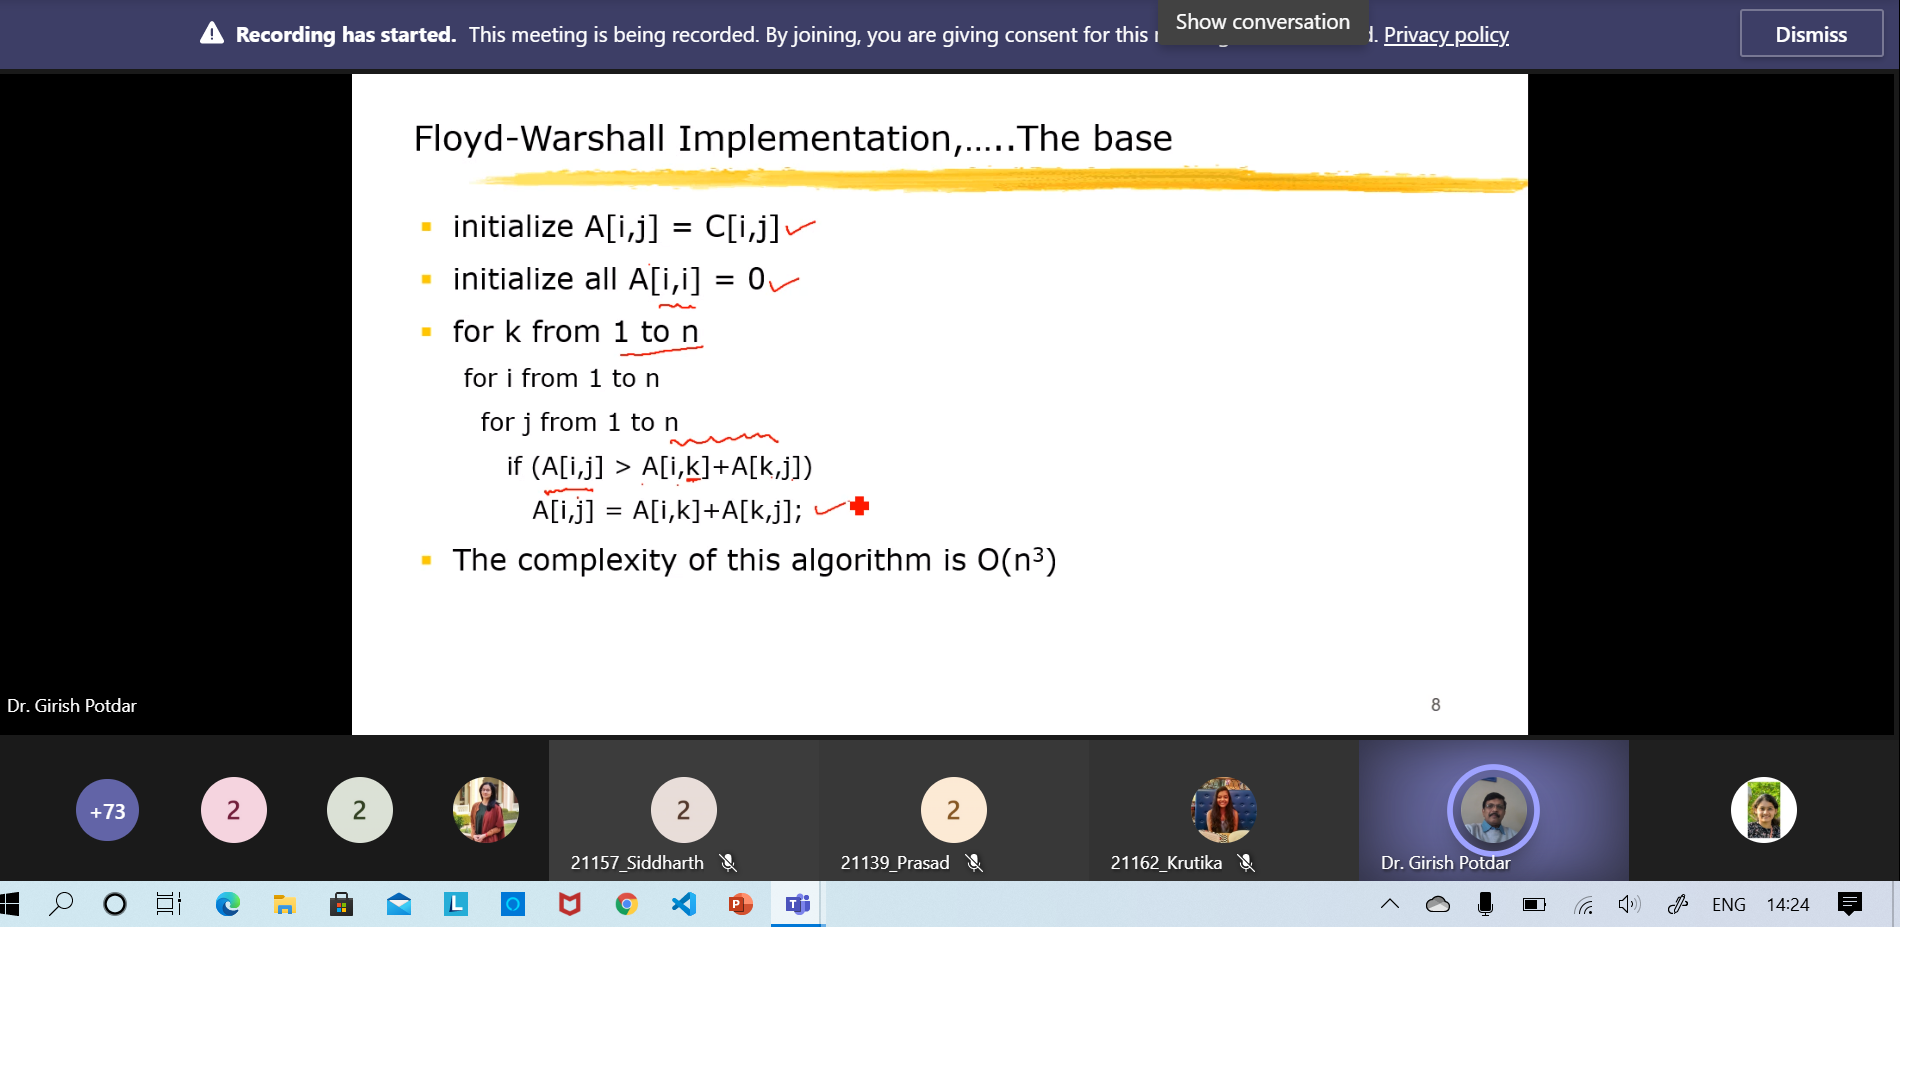 Show conversation
Recording has started. This meeting is being recorded. By joining, you are giving consent for this Privacy policy
Dismiss
Floyd-Warshall Implementation,.....The base
initialize A[i,j] = C[i,j]
initialize all A[i,i] = 0
for k from 1 to n
for i from 1 to n
for j from 1 to n
if (A[i,j] > A[i,k]+A[k,j])
A[i,j] = A[i,k]+A[k,j];
The complexity of this algorithm is O(n³)
Dr. Girish Potdar
8
+73
2
2
2
2
21157_Siddharth
21139_Prasad
21162_Krutika
Dr. Girish Potdar
ENG
14:24